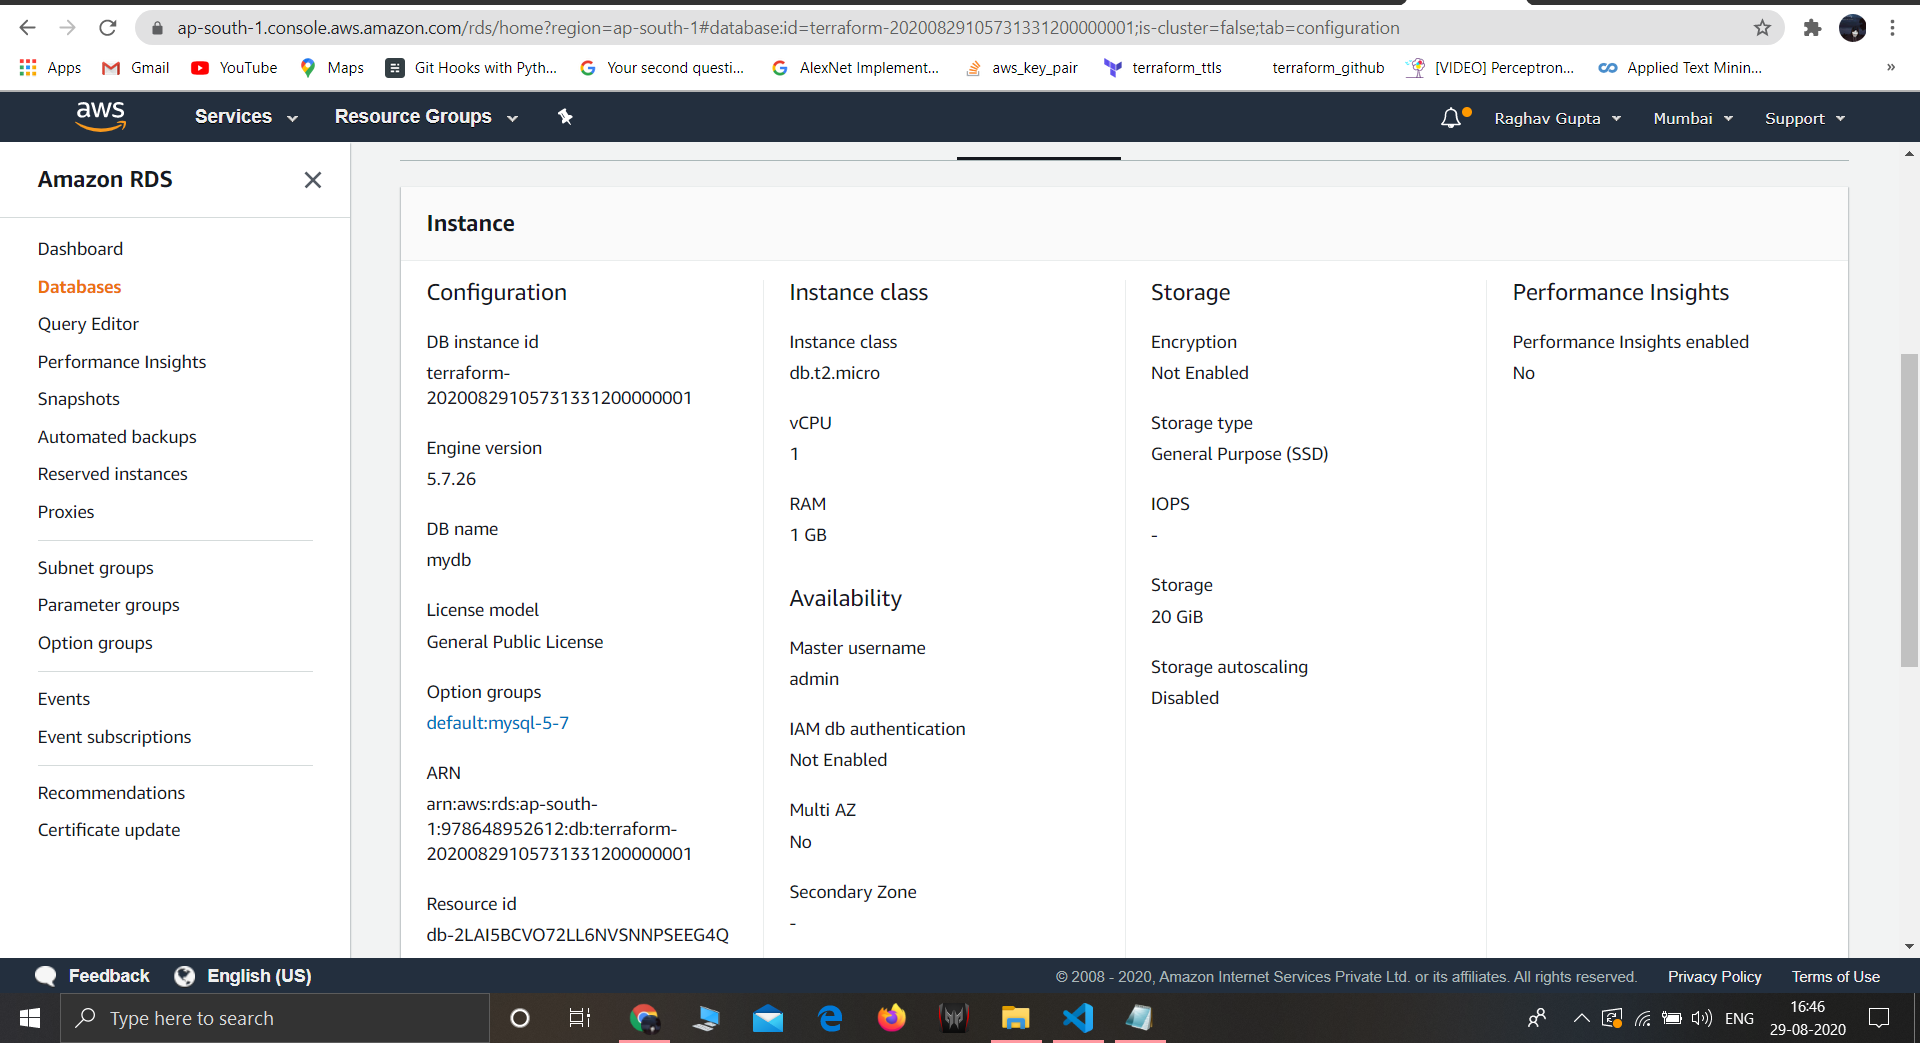 ap-south-1.console.aws.amazon.com/rds/home?region=ap-south-1#database:id=terraform-20200829105731331200000001;is-cluster=false;tab=configuration
Apps
Gmail
YouTube
Maps
Git Hooks with Pyth...
Your second questi...
AlexNet Implement...
aws_key_pair
terraform_ttls
terraform_github
[VIDEO] Perceptron...
Applied Text Minin...
»
aws
Services
Resource Groups
Raghav Gupta
Mumbai
Support
Amazon RDS
Dashboard
Databases
Query Editor
Performance Insights
Snapshots
Automated backups
Reserved instances
Proxies
Subnet groups
Parameter groups
Option groups
Events
Event subscriptions
Recommendations
Certificate update
Instance
Configuration
DB instance id
terraform-
20200829105731331200000001
Engine version
5.7.26
DB name
mydb
License model
General Public License
Option groups
default:mysql-5-7
ARN
arn:aws:rds:ap-south-
1:978648952612:db:terraform-
20200829105731331200000001
Resource id
db-2LAI5BCVO72LL6NVSNNPSEEG4Q
Instance class
Instance class
db.t2.micro
vCPU
1
RAM
1 GB
Availability
Master username
admin
IAM db authentication
Not Enabled
Multi AZ
No
Secondary Zone
-
Storage
Encryption
Not Enabled
Storage type
General Purpose (SSD)
IOPS
-
Storage
20 GiB
Storage autoscaling
Disabled
Performance Insights
Performance Insights enabled
No
Feedback
English (US)
© 2008 - 2020, Amazon Internet Services Private Ltd. or its affiliates. All rights reserved.
Privacy Policy
Terms of Use
Type here to search
ENG
16:46
29-08-2020